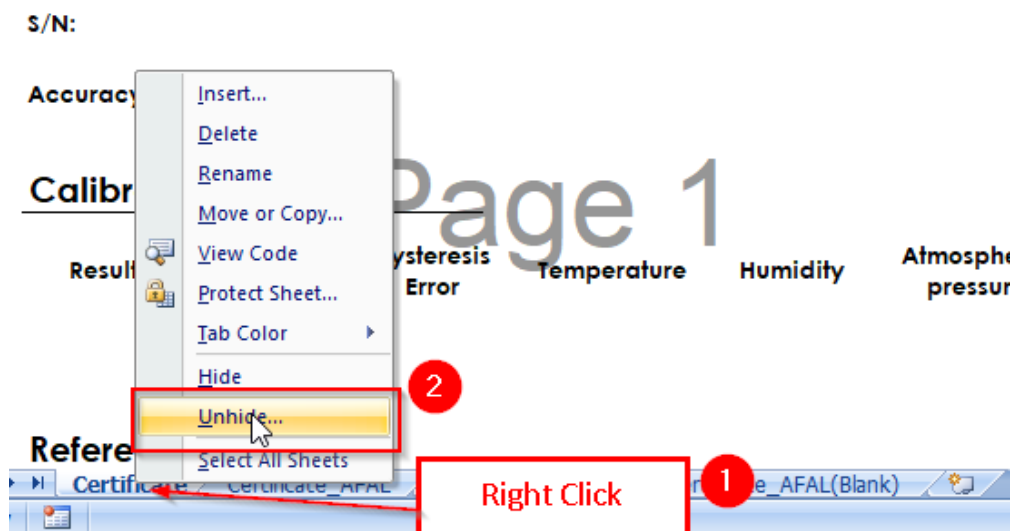 S/N:
Accuracy
Insert...
Delete
Rename
Move or Copy...
View Code
Protect Sheet...
Tab Color
Hide
Unhide...
Select All Sheets
Calibr
Page 1
Result
ysteresis
Error
Temperature
Humidity
Atmosphe
pressur
2
Refere
Certificate
Certificate_AFAL
Right Click
1
e_AFAL(Blank)